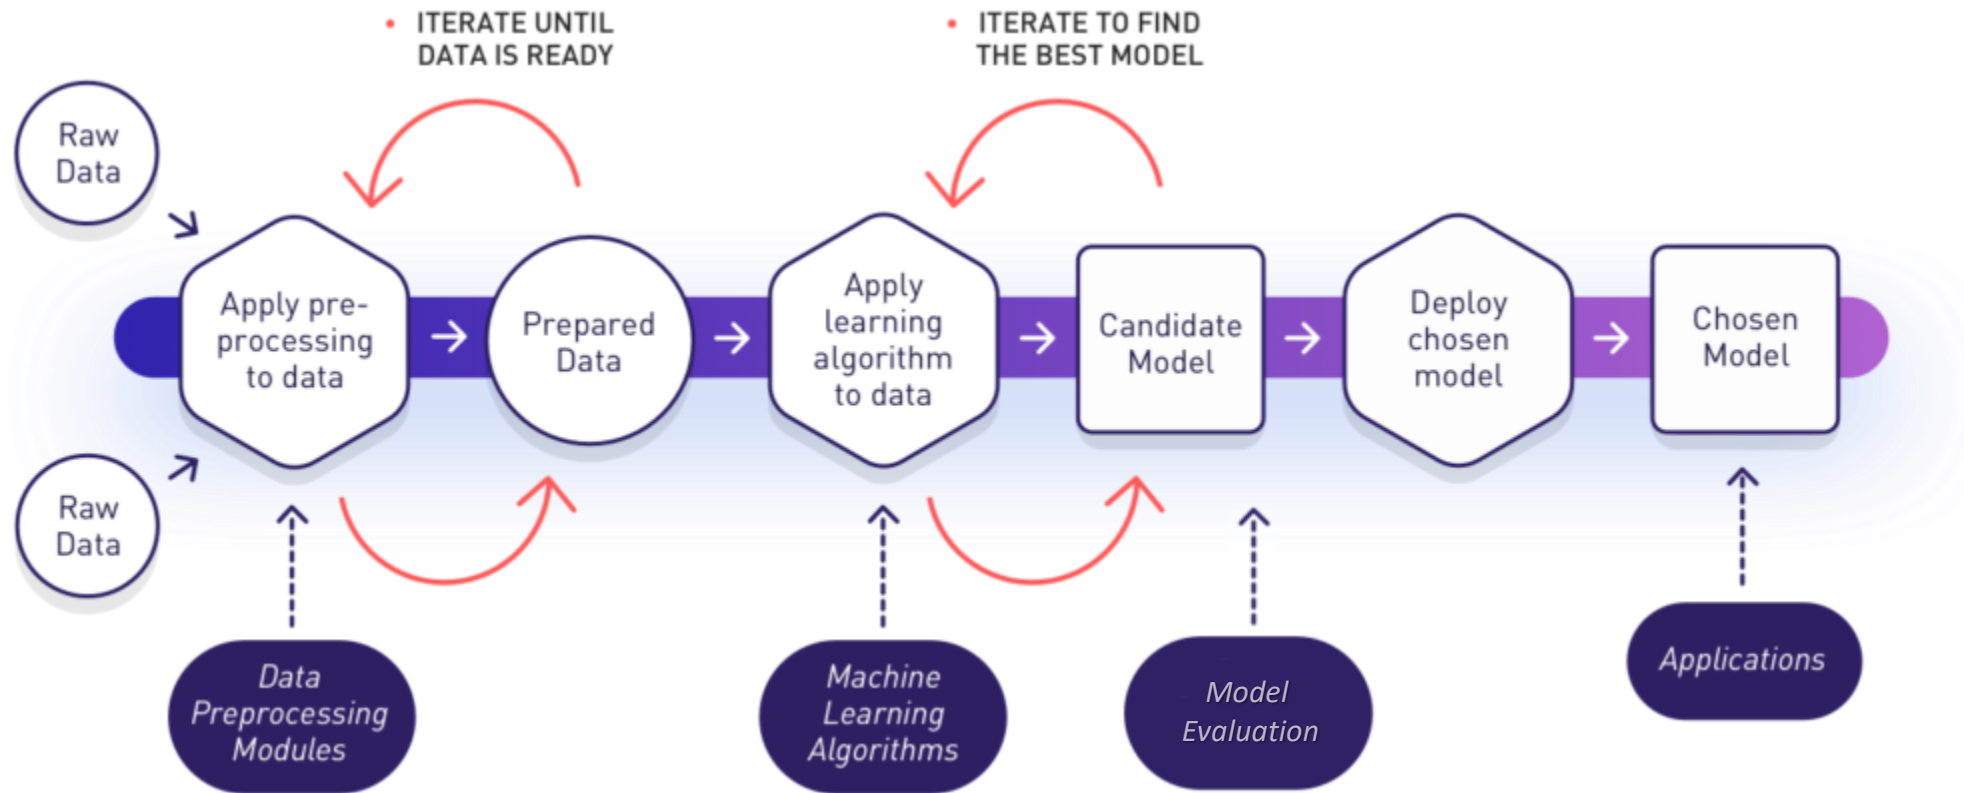 • ITERATE UNTIL
DATA IS READY
• ITERATE TO FIND
THE BEST MODEL
Raw
Data
Raw
Data
Apply pre-
processing
to data
Prepared
Data
Apply
learning
algorithm
to data
Candidate
Model
Deploy
chosen
model
Chosen
Model
Data
Preprocessing
Modules
Machine
Learning
Algorithms
Model
Evaluation
Applications